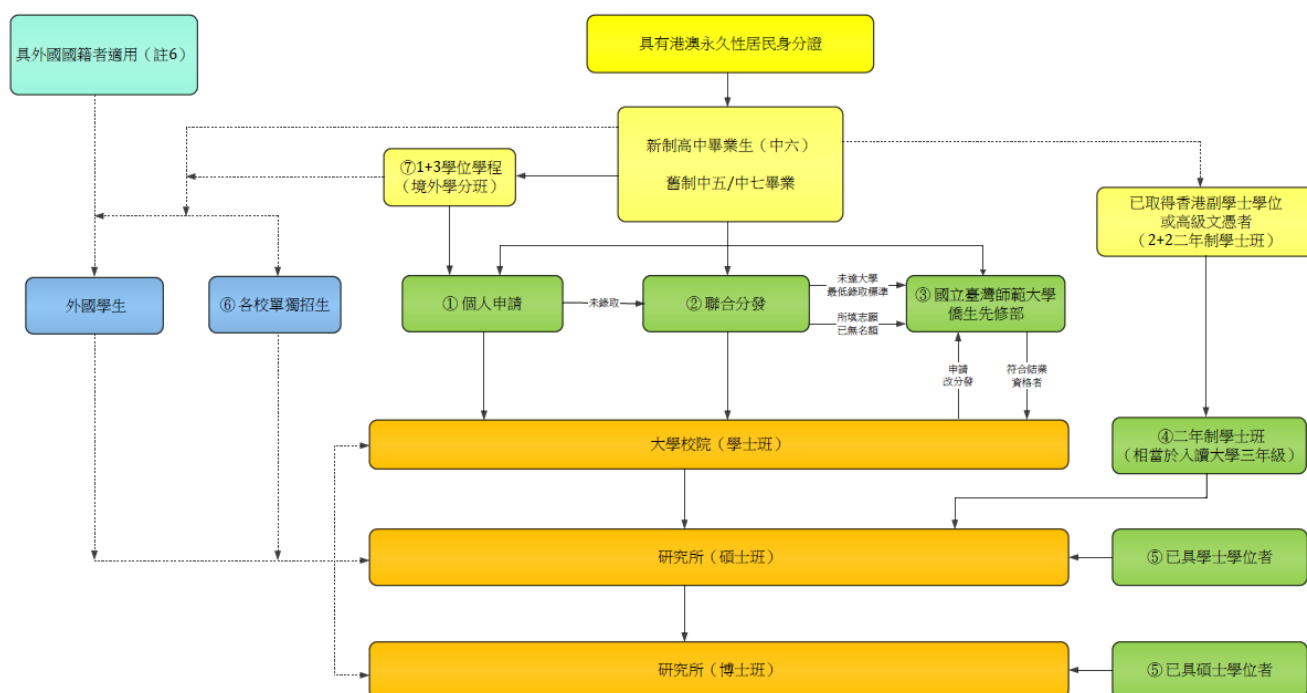 具外國國籍者適用（註6）
具有港澳永久性居民身分證
新制高中畢業生（中六）
舊制中五/中七畢業
⑦1+3學位學程
（境外學分班）
已取得香港副學士學位
或高級文憑者
（2+2二年制學士班）
外國學生
⑥ 各校單獨招生
① 個人申請
未錄取
② 聯合分發
未達大學
最低錄取標準
所填志願
已無名額
③ 國立臺灣師範大學
僑生先修部
申請
改分發
符合結業
資格者
大學校院（學士班）
④二年制學士班
（相當於入讀大學三年級）
研究所（碩士班）
⑤ 已具學士學位者
研究所（博士班）
⑤ 已具碩士學位者